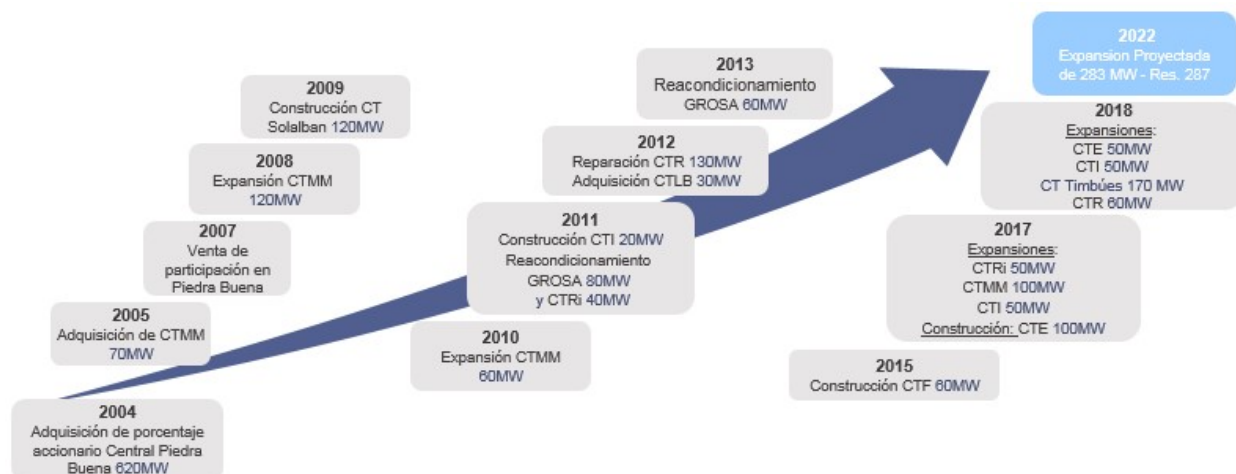 2004
Adquisición de porcentaje
accionario Central Piedra
Buena 620MW
2005
Adquisición de CTMM
70MW
2007
Venta de
participación en
Piedra Buena
2008
Expansión CTMM
120MW
2009
Construcción CT
Solalban 120MW
2010
Expansión CTMM
60MW
2011
Construcción CTI 20MW
Reacondicionamiento
GROSA 80MW
y CTRi 40MW
2012
Reparación CTR 130MW
Adquisición CTLB 30MW
2013
Reacondicionamiento
GROSA 60MW
2015
Construcción CTF 60MW
2017
Expansiones:
CTRi 50MW
CTMM 100MW
CTI 50MW
Construcción: CTE 100MW
2018
Expansiones:
CTE 50MW
CTI 50MW
CT Timbúes 170 MW
CTR 60MW
2022
Expansion Proyectada
de 283 MW - Res. 287